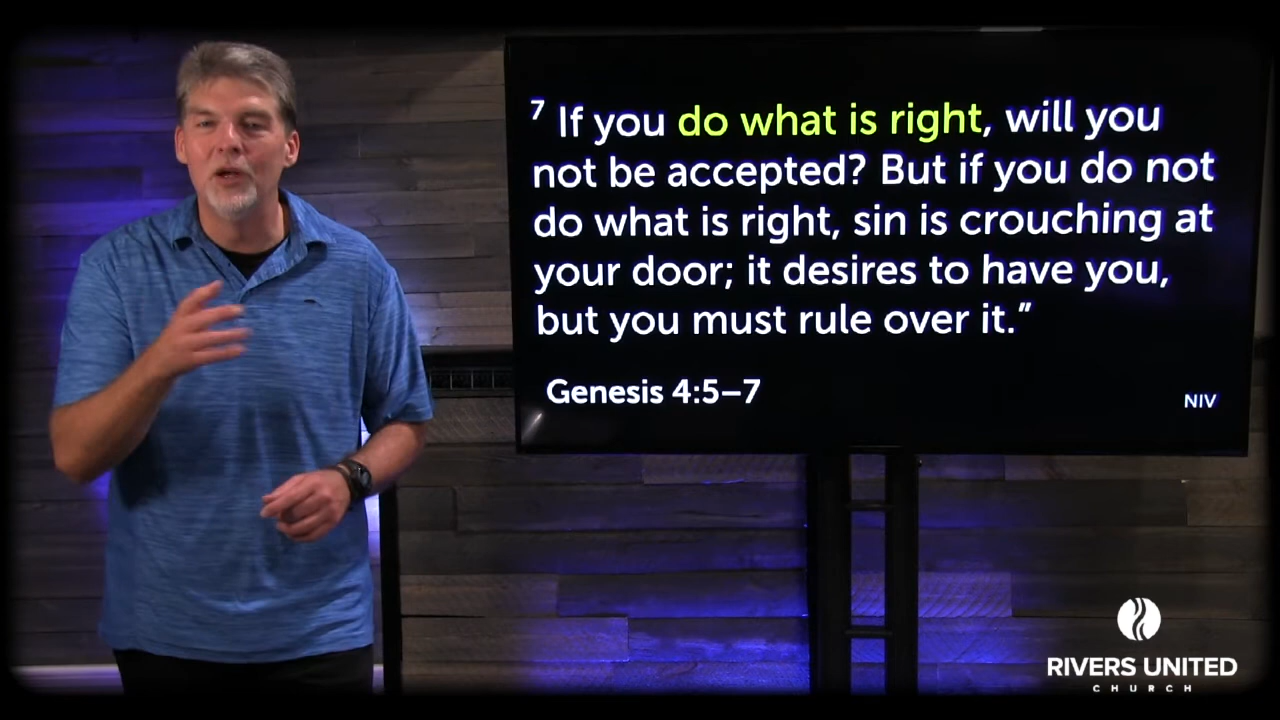 ⁷ If you do what is right, will you
not be accepted? But if you do not
do what is right, sin is crouching at
your door; it desires to have you,
but you must rule over it.”
Genesis 4:5–7
NIV
RIVERS UNITED
CHURCH